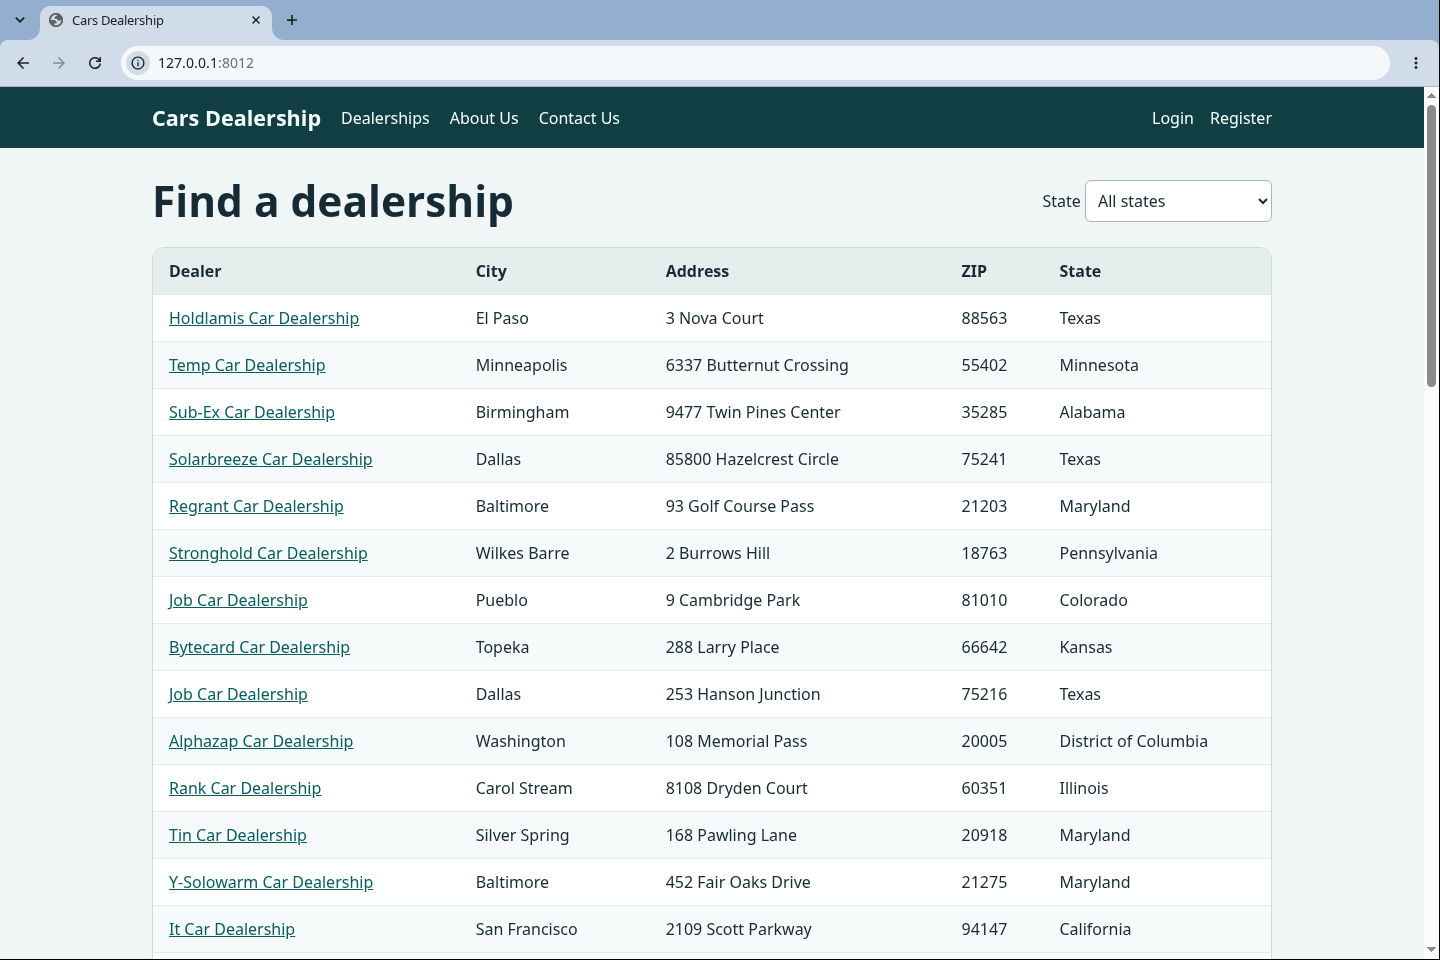 Cars Dealership
127.0.0.1:8012
Cars Dealership Dealerships About Us Contact Us Login Register
Find a dealership State All states
Dealer City Address ZIP State
Holdlamis Car Dealership El Paso 3 Nova Court 88563 Texas
Temp Car Dealership Minneapolis 6337 Butternut Crossing 55402 Minnesota
Sub-Ex Car Dealership Birmingham 9477 Twin Pines Center 35285 Alabama
Solarbreeze Car Dealership Dallas 85800 Hazelcrest Circle 75241 Texas
Regrant Car Dealership Baltimore 93 Golf Course Pass 21203 Maryland
Stronghold Car Dealership Wilkes Barre 2 Burrows Hill 18763 Pennsylvania
Job Car Dealership Pueblo 9 Cambridge Park 81010 Colorado
Bytecard Car Dealership Topeka 288 Larry Place 66642 Kansas
Job Car Dealership Dallas 253 Hanson Junction 75216 Texas
Alphazap Car Dealership Washington 108 Memorial Pass 20005 District of Columbia
Rank Car Dealership Carol Stream 8108 Dryden Court 60351 Illinois
Tin Car Dealership Silver Spring 168 Pawling Lane 20918 Maryland
Y-Solowarm Car Dealership Baltimore 452 Fair Oaks Drive 21275 Maryland
It Car Dealership San Francisco 2109 Scott Parkway 94147 California